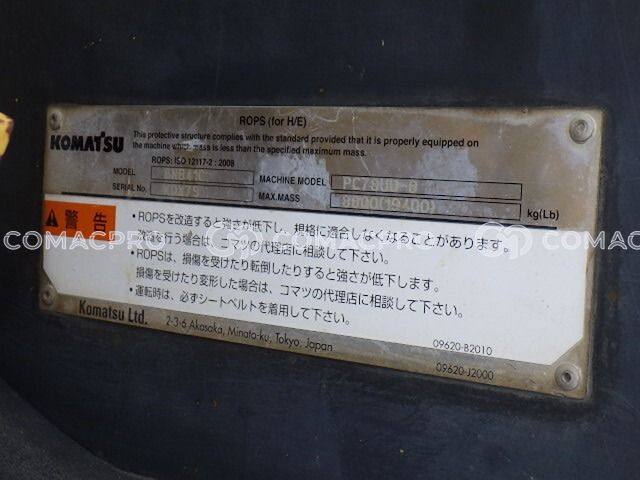 ROPS (for H/E)
KOMATSU
This protective structure complies with the standard provided that it is properly equipped on
the machine which mass is less than the specified maximum mass.
ROPS: ISO 12117-2 : 2008
MODEL
MACHINE MODEL PC78UU-8
SERIAL No.
MAX.MASS kg(Lb)
警告
• ROPSを改造すると強さが低下し、規格に適合しなくなることがあります。
改造を行う場合は、コマツの代理店に相談して下さい。
• ROPSは、損傷を受けたり転倒したりすると強さが低下します。
損傷を受けたり変形した場合は、コマツの代理店に相談して下さい。
• 運転時は、必ずシートベルトを着用して下さい。
09620-B2010
Komatsu Ltd. 2-3-6 Akasaka, Minato-ku, Tokyo, Japan
09620-J2000
COMACPRO COMACPRO COMACPRO